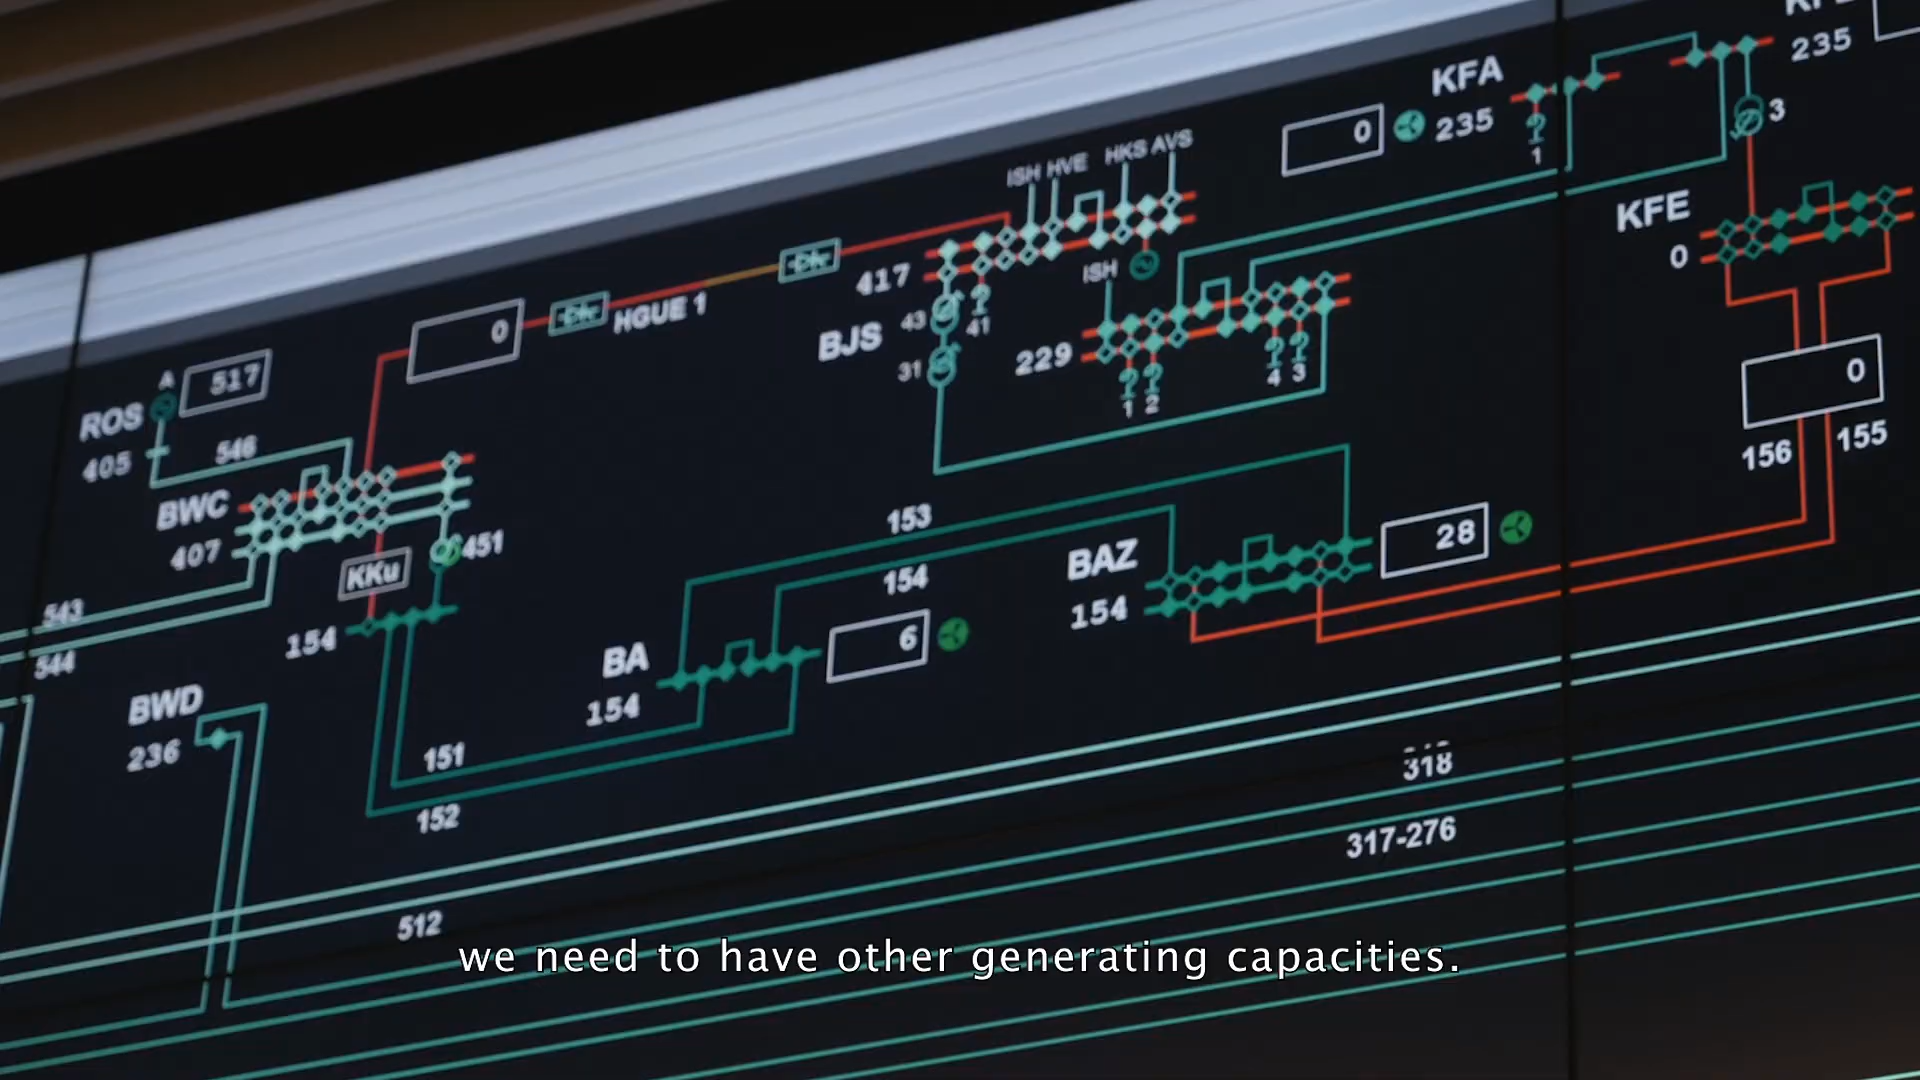 KFA
0
235
1
235
3
ISH HVE HKS AVS
KFE
0
417
ISH
43
41
HGUE 1
0
BJS
31
229
1 2
4 3
A
517
ROS
405
546
0
156
155
BWC
407
451
KKu
153
BAZ
28
154
154
543
544
154
BA
6
154
BWD
236
151
152
318
317-276
512
we need to have other generating capacities.